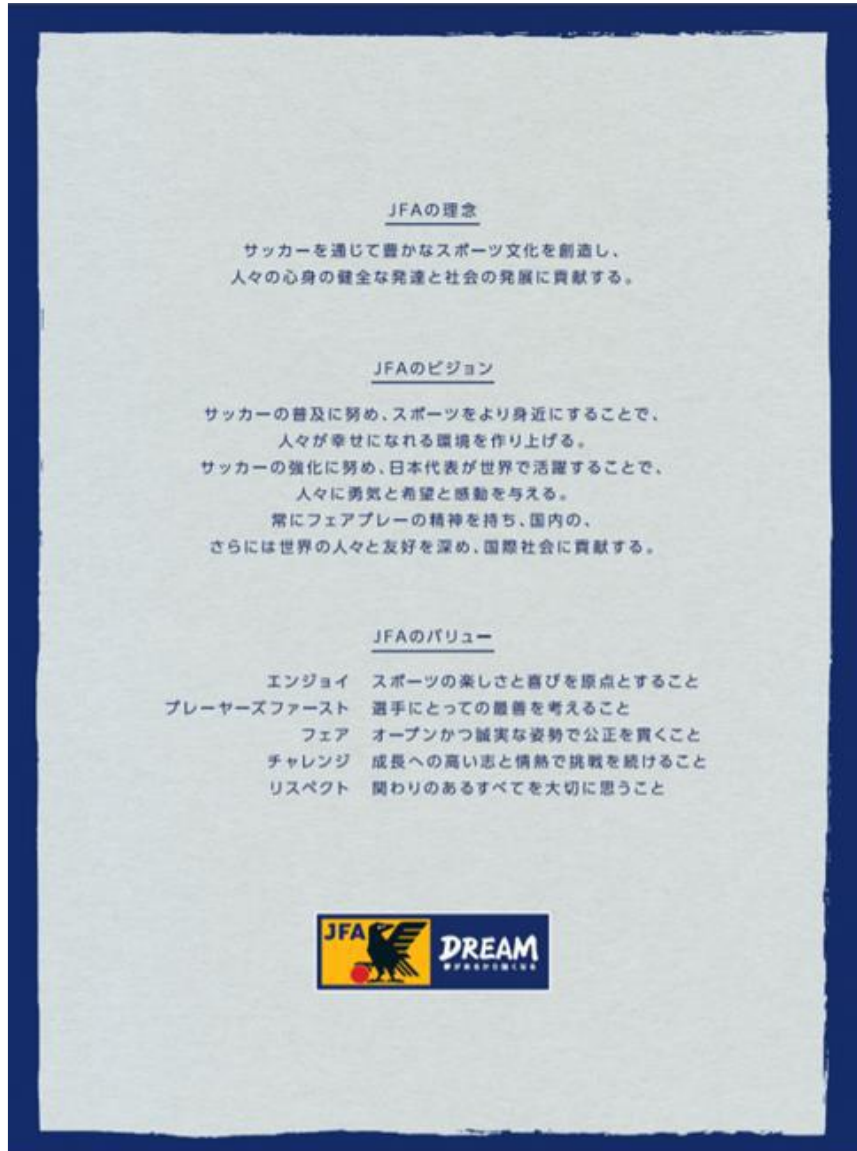 JFAの理念
サッカーを通じて豊かなスポーツ文化を創造し、
人々の心身の健全な発達と社会の発展に貢献する。
JFAのビジョン
サッカーの普及に努め、スポーツをより身近にすることで、
人々が幸せになれる環境を作り上げる。
サッカーの強化に努め、日本代表が世界で活躍することで、
人々に勇気と希望と感動を与える。
常にフェアプレーの精神を持ち、国内の、
さらには世界の人々と友好を深め、国際社会に貢献する。
JFAのバリュー
エンジョイ スポーツの楽しさと喜びを原点とすること
プレーヤーズファースト 選手にとっての最善を考えること
フェア オープンかつ誠実な姿勢で公正を貫くこと
チャレンジ 成長への高い志と情熱で挑戦を続けること
リスペクト 関わりのあるすべてを大切に思うこと
JFA DREAM
夢があるから強くなる